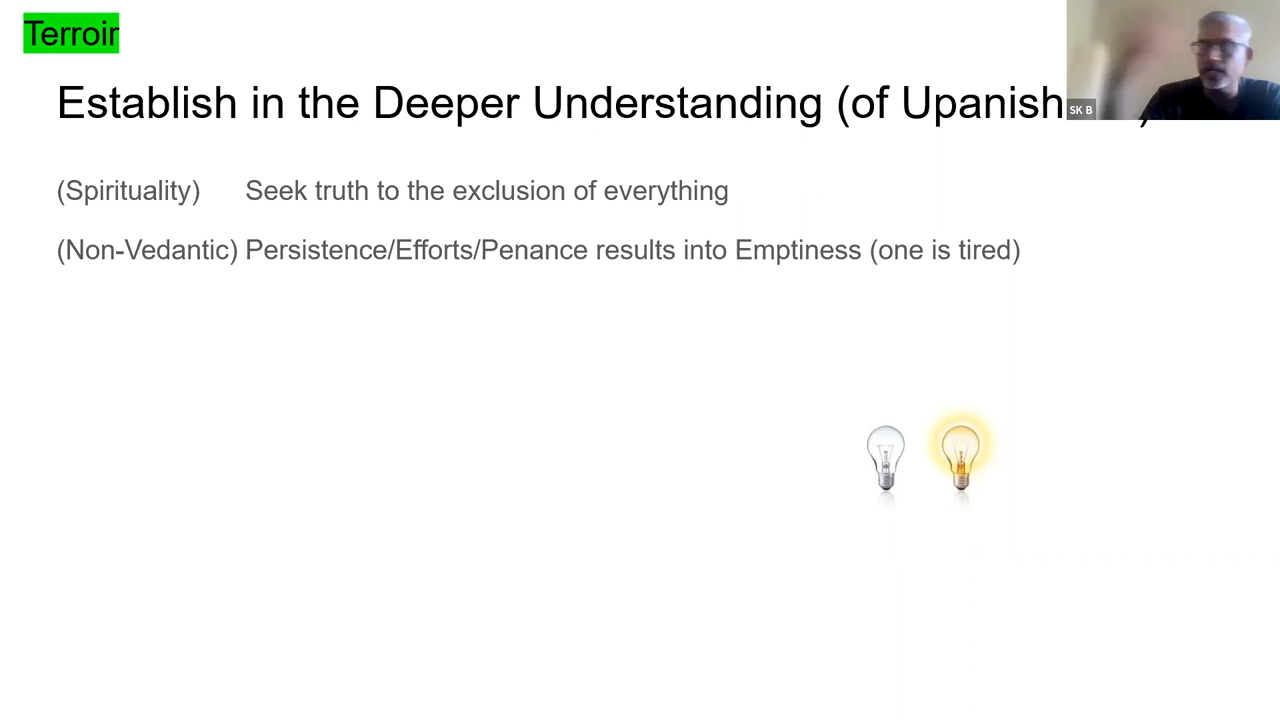 Terroir
Establish in the Deeper Understanding (of Upanish
SK B
(Spirituality) Seek truth to the exclusion of everything
(Non-Vedantic) Persistence/Efforts/Penance results into Emptiness (one is tired)